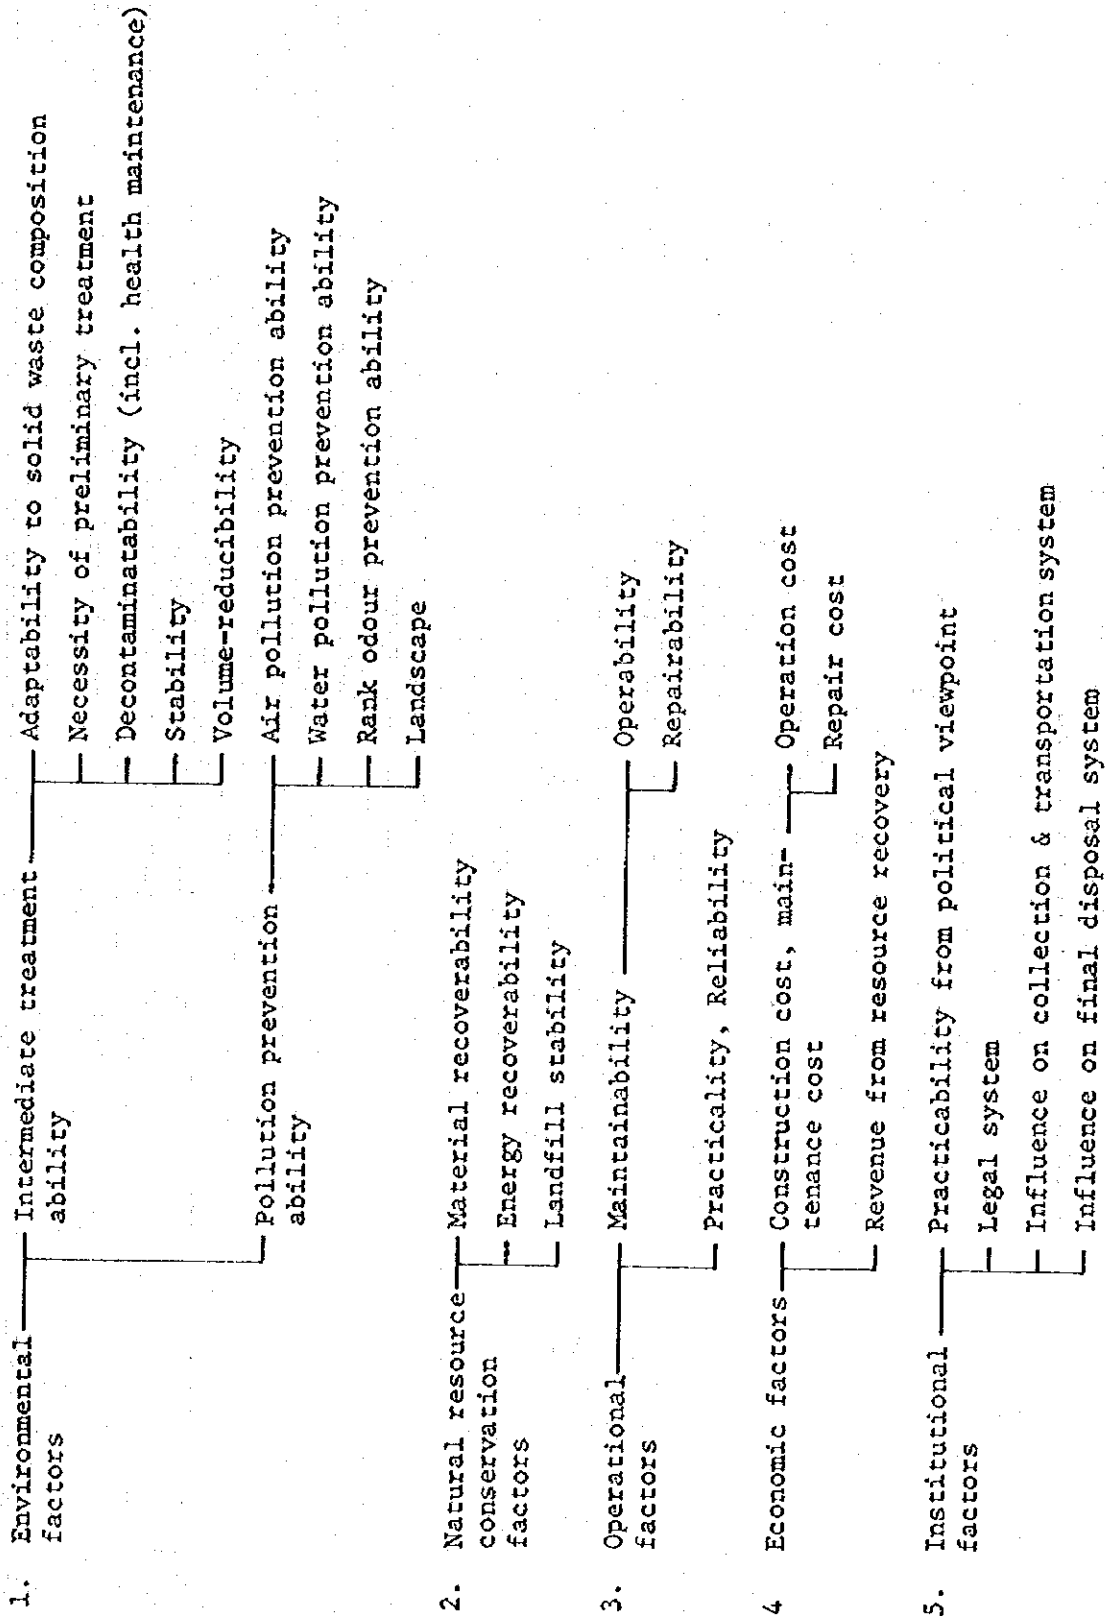 1. Environmental factors
Intermediate treatment ability
Adaptability to solid waste composition
Necessity of preliminary treatment
Decontaminatability (incl. health maintenance)
Stability
Volume-reducibility
Pollution prevention ability
Air pollution prevention ability
Water pollution prevention ability
Rank odour prevention ability
Landscape
2. Natural resource conservation factors
Material recoverability
Energy recoverability
Landfill stability
3. Operational factors
Maintainability
Operability
Repairability
Practicality, Reliability
4 Economic factors
Construction cost, main-
tenance cost
Operation cost
Repair cost
Revenue from resource recovery
5. Institutional factors
Practicability from political viewpoint
Legal system
Influence on collection & transportation system
Influence on final disposal system